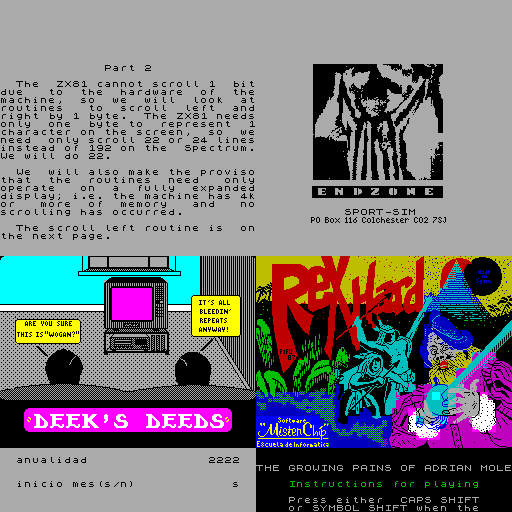 Part 2
The ZX81 cannot scroll 1 bit
due to the hardware of the
machine, so we will look at
routines to scroll left and
right by 1 byte. The ZX81 needs
only one byte to represent 1
character on the screen, so we
need only scroll 22 or 24 lines
instead of 192 on the Spectrum.
We will do 22.
We will also make the proviso
that the routines need only
operate on a fully expanded
display; i.e. the machine has 4k
or more of memory and no
scrolling has occurred.
The scroll left routine is on
the next page.
ENDZONE
SPORT-SIM
PO Box 116 Colchester CO2 7SJ
ARE YOU SURE
THIS IS "WOGAN?"
IT'S ALL
BLEEDIN'
REPEATS
ANYWAY!
"DEEK'S DEEDS"
anualidad 2222
inicio mes(s/n) s
Rex Hard
Software
"Mister Chip"
Escuela de Informatica
THE GROWING PAINS OF ADRIAN MOLE
Instructions for playing
Press either CAPS SHIFT
or SYMBOL SHIFT when the